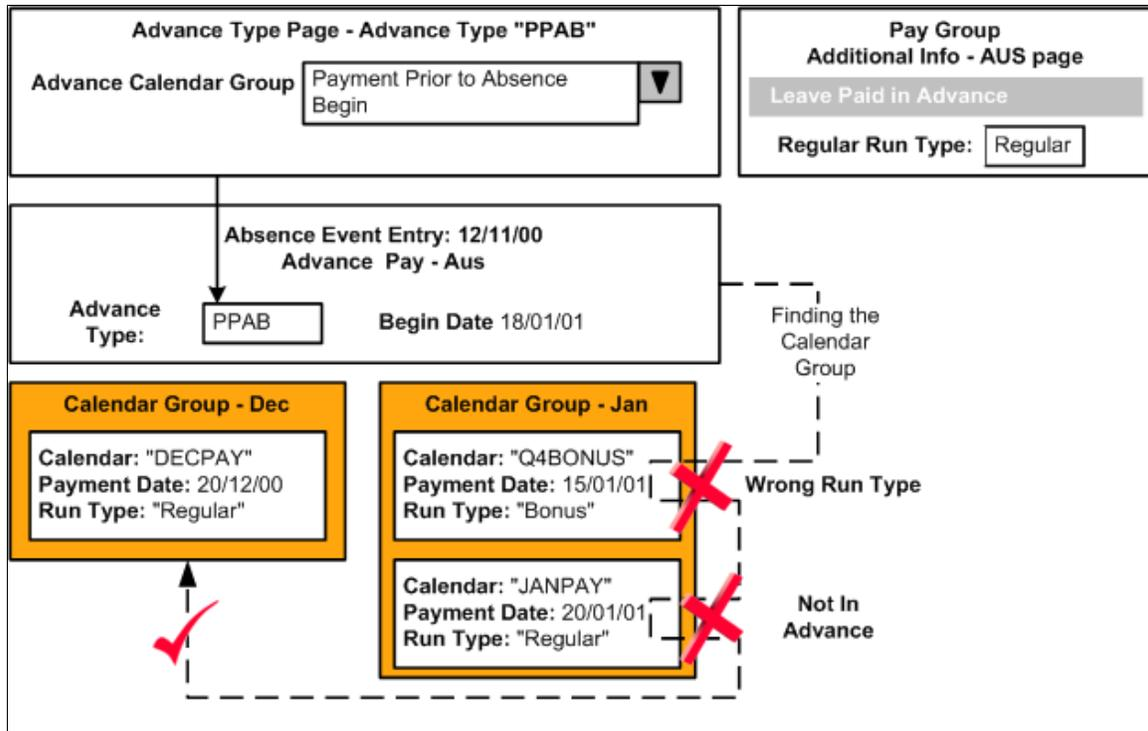 Advance Type Page - Advance Type "PPAB"
Advance Calendar Group
Payment Prior to Absence
Begin
Pay Group
Additional Info - AUS page
Leave Paid in Advance
Regular Run Type: Regular
Absence Event Entry: 12/11/00
Advance Pay - Aus
Advance
Type:
PPAB
Begin Date 18/01/01
Finding the
Calendar
Group
Calendar Group - Dec
Calendar: "DECPAY"
Payment Date: 20/12/00
Run Type: "Regular"
Calendar Group - Jan
Calendar: "Q4BONUS"
Payment Date: 15/01/01
Run Type: "Bonus"
Wrong Run Type
Calendar: "JANPAY"
Payment Date: 20/01/01
Run Type: "Regular"
Not In
Advance